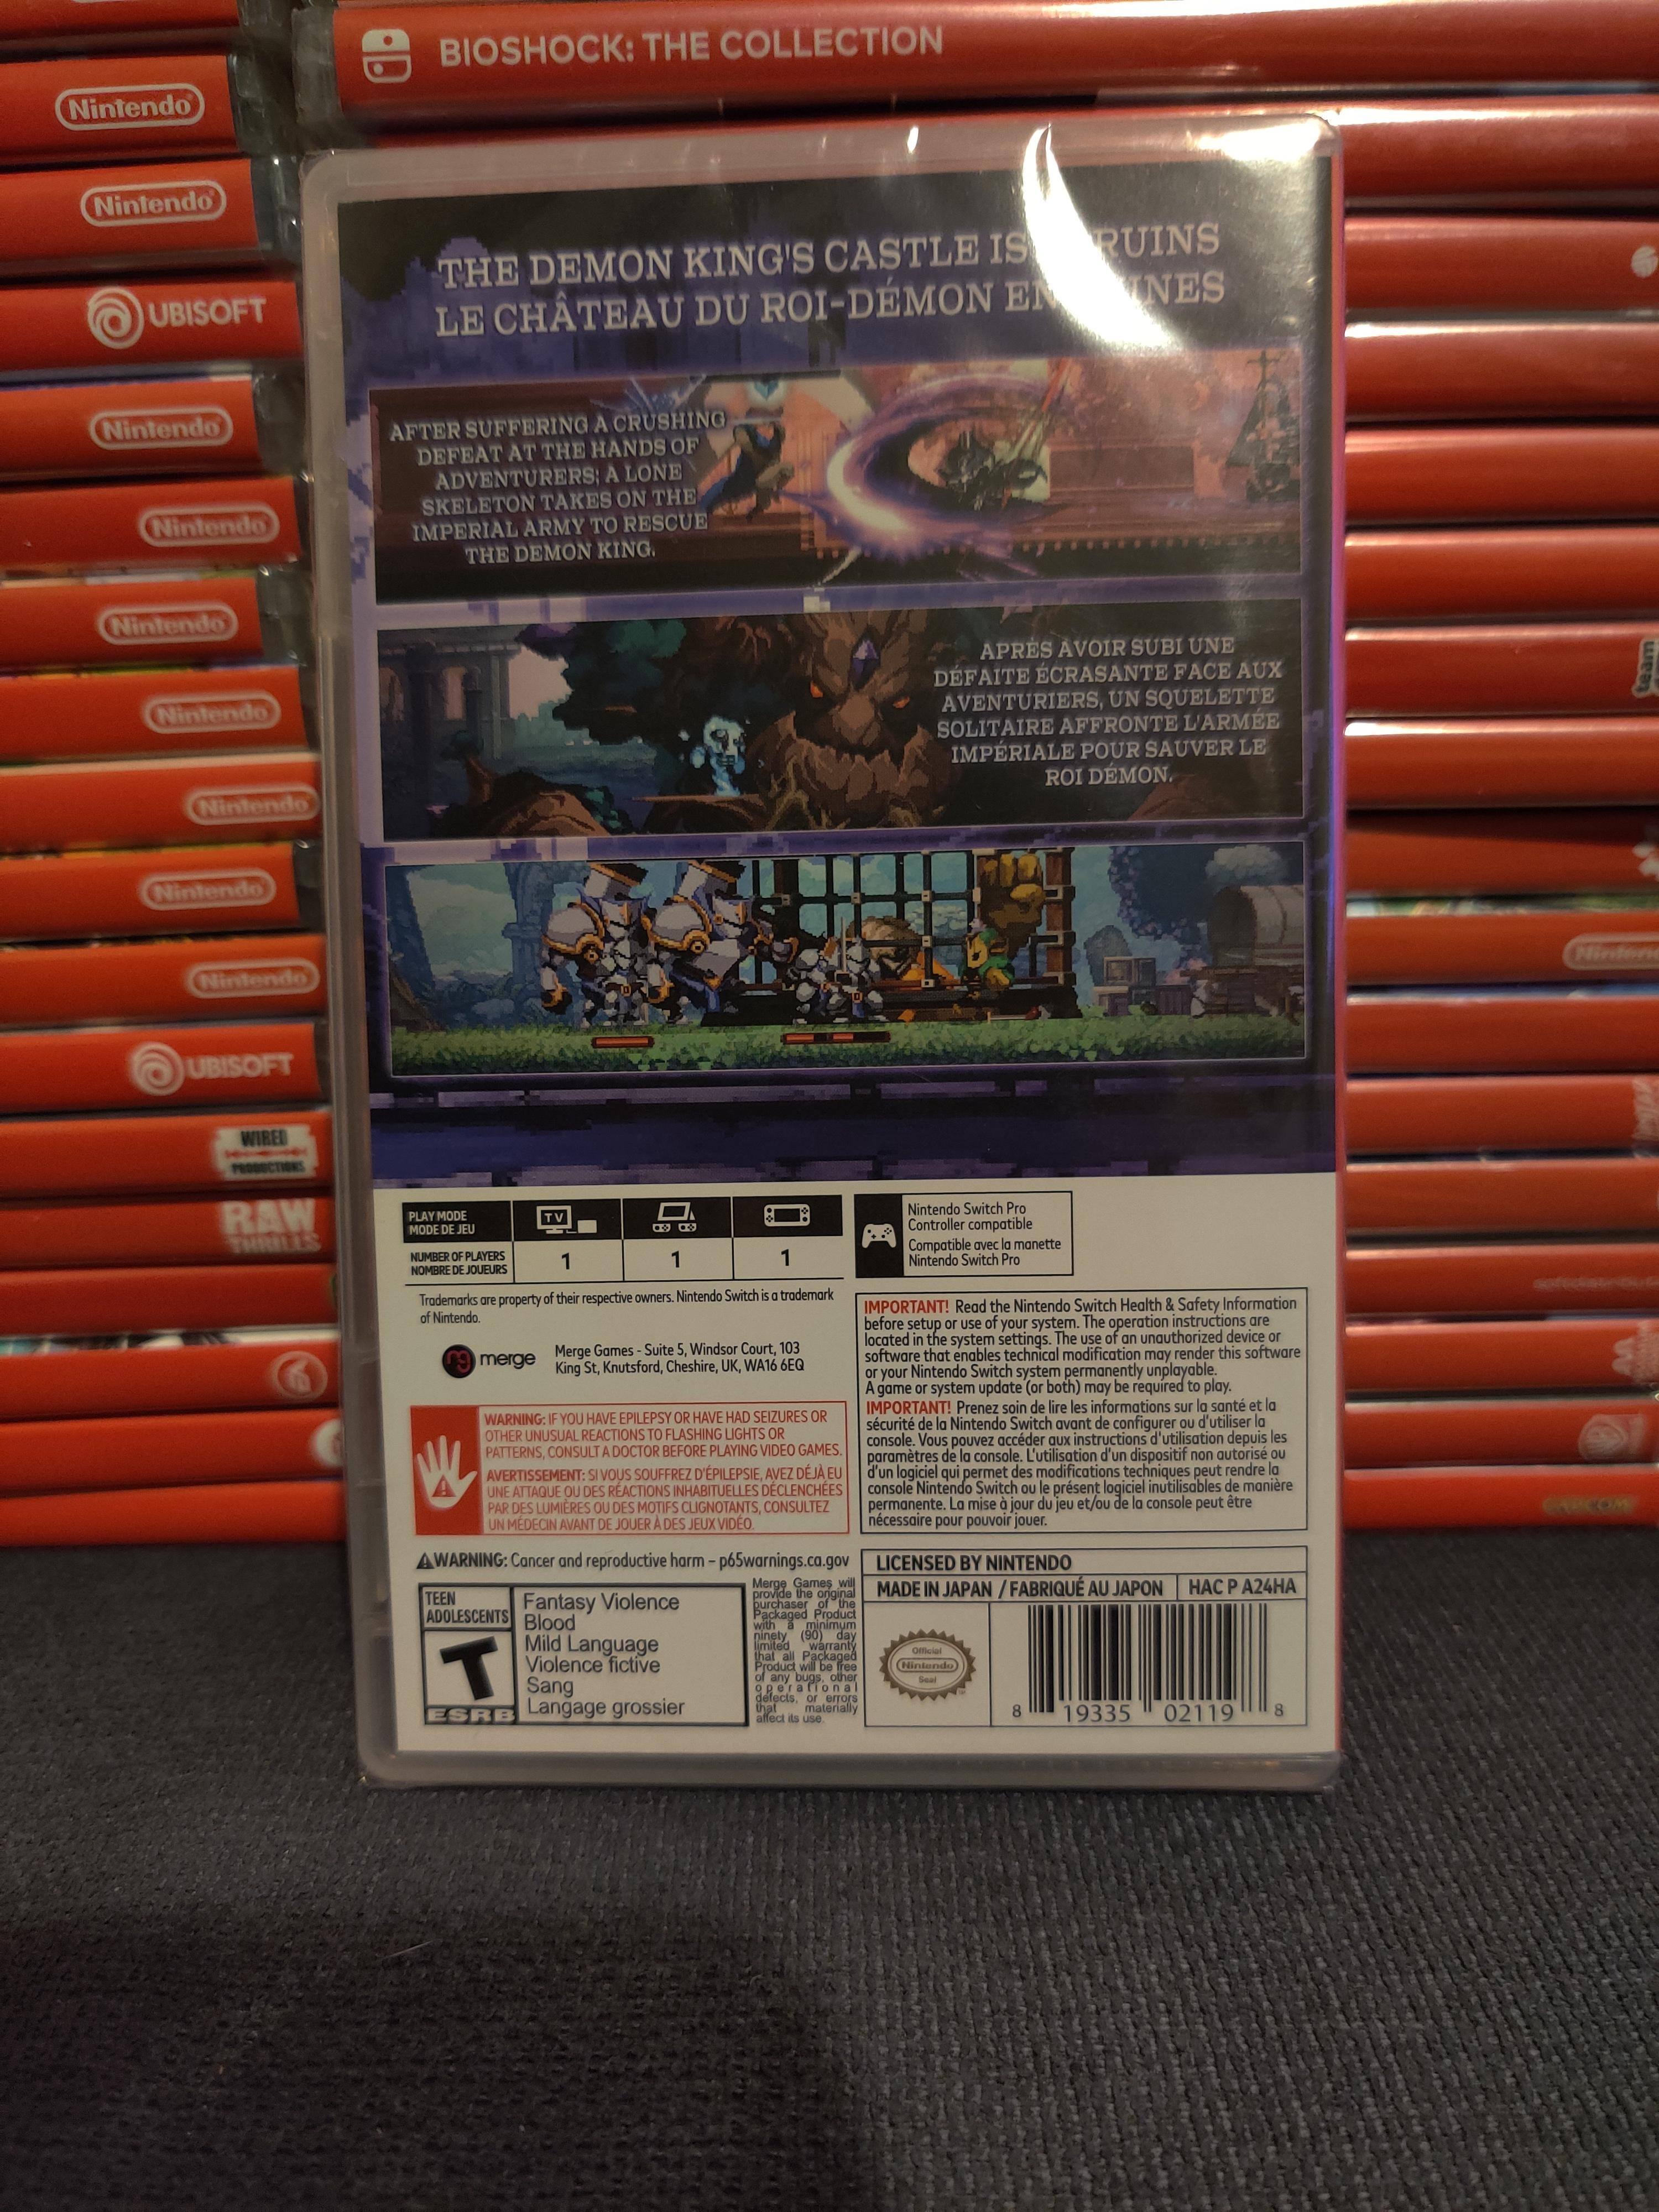 BIOSHOCK: THE COLLECTION
Nintendo
Nintendo
UBISOFT
Nintendo
Nintendo
Nintendo
Nintendo
Nintendo
Nintendo
Nintendo
UBISOFT
WIRED
PRODUCTIONS
RAW
THRILLS
THE DEMON KING'S CASTLE IS RUINS
LE CHÂTEAU DU ROI-DÉMON
AFTER SUFFERING A CRUSHING
DEFEAT AT THE HANDS OF
ADVENTURERS; A LONE
SKELETON TAKES ON THE
IMPERIAL ARMY TO RESCUE
THE DEMON KING.
APRÈS AVOIR SUBI UNE
DÉFAITE ÉCRASANTE FACE AUX
AVENTURIERS, UN SQUELETTE
SOLITAIRE AFFRONTE L'ARMÉE
IMPÉRIALE POUR SAUVER LE
ROI DÉMON.
PLAY MODE
MODE DE JEU
TV
NUMBER OF PLAYERS
NOMBRE DE JOUEURS
1 1 1
Nintendo Switch Pro
Controller compatible
Compatible avec la manette
Nintendo Switch Pro
Trademarks are property of their respective owners. Nintendo Switch is a trademark
of Nintendo.
merge
Merge Games - Suite 5, Windsor Court, 103
King St, Knutsford, Cheshire, UK, WA16 6EQ
WARNING: IF YOU HAVE EPILEPSY OR HAVE HAD SEIZURES OR
OTHER UNUSUAL REACTIONS TO FLASHING LIGHTS OR
PATTERNS, CONSULT A DOCTOR BEFORE PLAYING VIDEO GAMES.
AVERTISSEMENT: SI VOUS SOUFFREZ D'ÉPILEPSIE, AVEZ DÉJÀ EU
UNE ATTAQUE OU DES RÉACTIONS INHABITUELLES DÉCLENCHÉES
PAR DES LUMIÈRES OU DES MOTIFS CLIGNOTANTS, CONSULTEZ
UN MÉDECIN AVANT DE JOUER À DES JEUX VIDÉO.
IMPORTANT! Read the Nintendo Switch Health & Safety Information
before setup or use of your system. The operation instructions are
located in the system settings. The use of an unauthorized device or
software that enables technical modification may render this software
or your Nintendo Switch system permanently unplayable.
A game or system update (or both) may be required to play.
IMPORTANT! Prenez soin de lire les informations sur la santé et la
sécurité de la Nintendo Switch avant de configurer ou d'utiliser la
console. Vous pouvez accéder aux instructions d'utilisation depuis les
paramètres de la console. L'utilisation d'un dispositif non autorisé ou
d'un logiciel qui permet des modifications techniques peut rendre la
console Nintendo Switch ou le présent logiciel inutilisables de manière
permanente. La mise à jour du jeu et/ou de la console peut être
nécessaire pour pouvoir jouer.
WARNING: Cancer and reproductive harm – p65warnings.ca.gov
TEEN
ADOLESCENTS
T
ESRB
Fantasy Violence
Blood
Mild Language
Violence fictive
Sang
Langage grossier
Merge Games will
provide the original
purchaser of the
Packaged Product
with a minimum
ninety (90) day
limited warranty
that all Packaged
Product will be free
of any bugs, other
operational
defects, or errors
that materially
affect its use.
LICENSED BY NINTENDO
MADE IN JAPAN / FABRIQUÉ AU JAPON HAC P A24HA
Official
Nintendo
Seal
8 19335 02119 8
team
Nintendo
CAPCOM